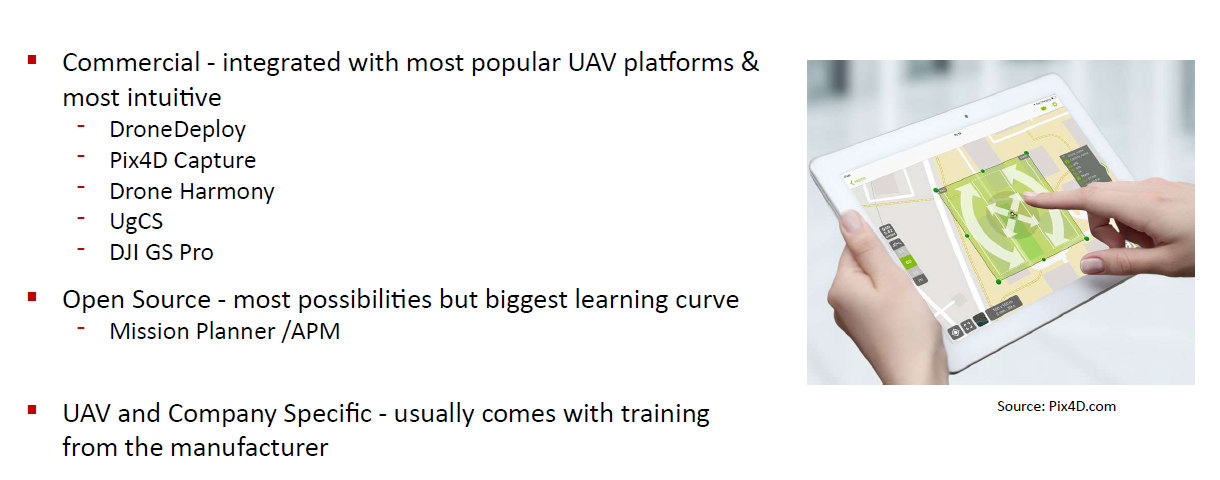 Commercial - integrated with most popular UAV platforms &
most intuitive
- DroneDeploy
- Pix4D Capture
- Drone Harmony
- UgCS
- DJI GS Pro
Open Source - most possibilities but biggest learning curve
- Mission Planner /APM
UAV and Company Specific - usually comes with training
from the manufacturer
Source: Pix4D.com